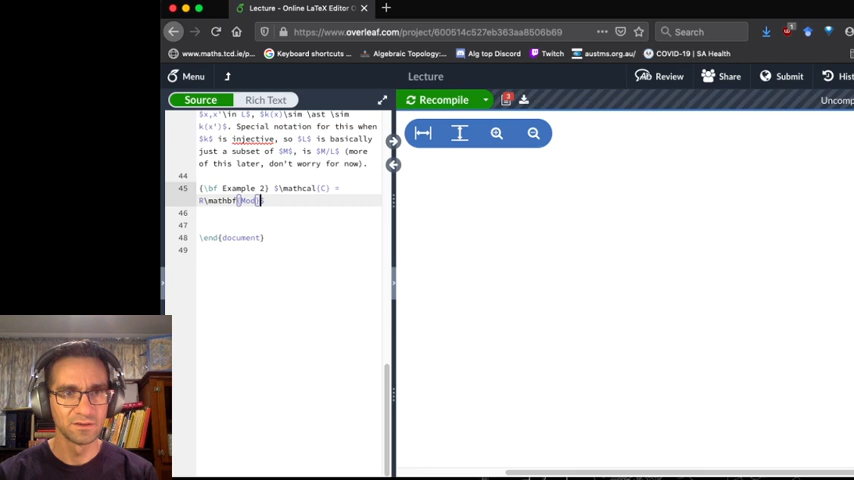 Lecture - Online LaTeX Editor O
https://www.overleaf.com/project/600514c527eb363aa8506b69
Search
www.maths.tcd.ie/p... Keyboard shortcuts ... Algebraic Topology:... Alg top Discord Twitch austms.org.au/ COVID-19 | SA Health
Menu Lecture Review Share Submit Hist
Source Rich Text Recompile 3 Uncomp
$x,x'\in L$, $k(x)\sim \ast \sim
k(x')$. Special notation for this when
$k$ is injective, so $L$ is basically
just a subset of $M$, is $M/L$ (more
of this later, don't worry for now).
44
45 {\bf Example 2} $\mathcal{C} =
R\mathbf{Mod}$
46
47
48 \end{document}
49